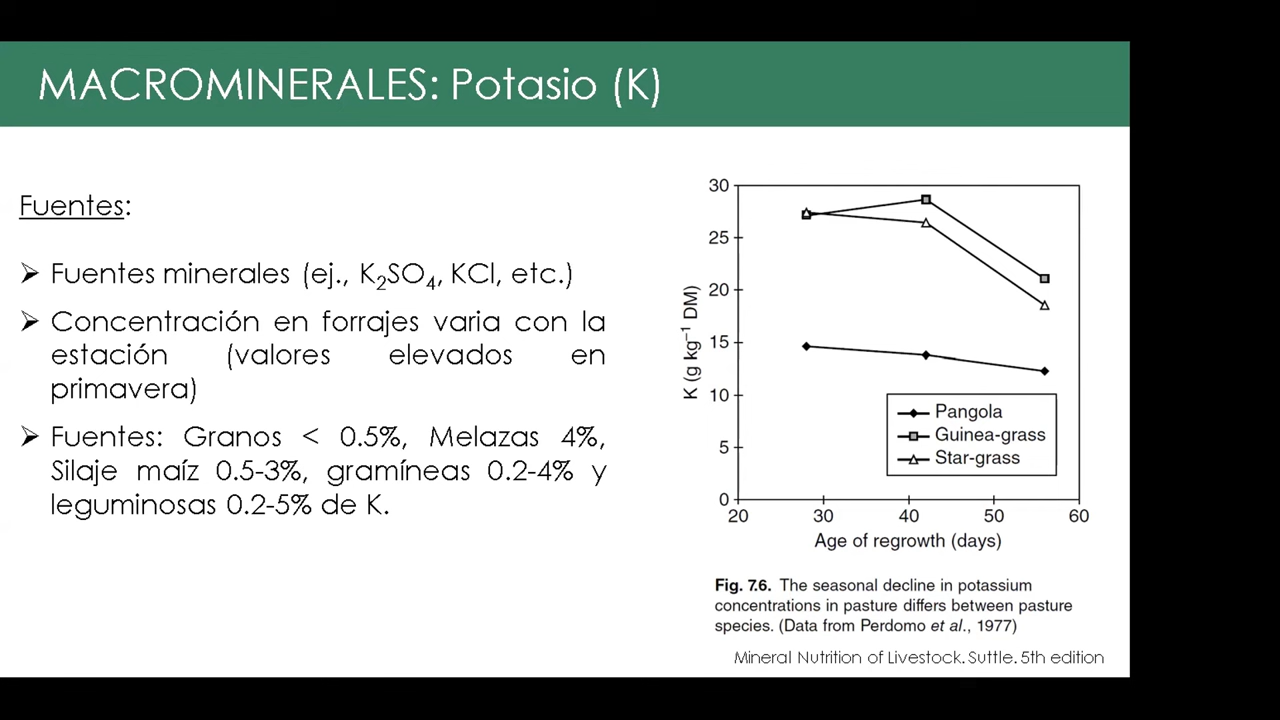 MACROMINERALES: Potasio (K)
Fuentes:
➢ Fuentes minerales (ej., K₂SO₄, KCl, etc.)
➢ Concentración en forrajes varia con la
estación (valores elevados en
primavera)
➢ Fuentes: Granos < 0.5%, Melazas 4%,
Silaje maíz 0.5-3%, gramíneas 0.2-4% y
leguminosas 0.2-5% de K.
K (g kg⁻¹ DM)
30
25
20
15
10
5
0
20 30 40 50 60
Age of regrowth (days)
Pangola
Guinea-grass
Star-grass
Fig. 7.6. The seasonal decline in potassium
concentrations in pasture differs between pasture
species. (Data from Perdomo et al., 1977)
Mineral Nutrition of Livestock. Suttle. 5th edition